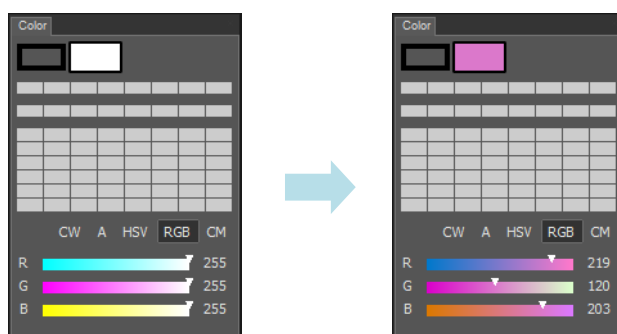 Color
CW A HSV RGB CM
R 255
G 255
B 255
Color
CW A HSV RGB CM
R 219
G 120
B 203